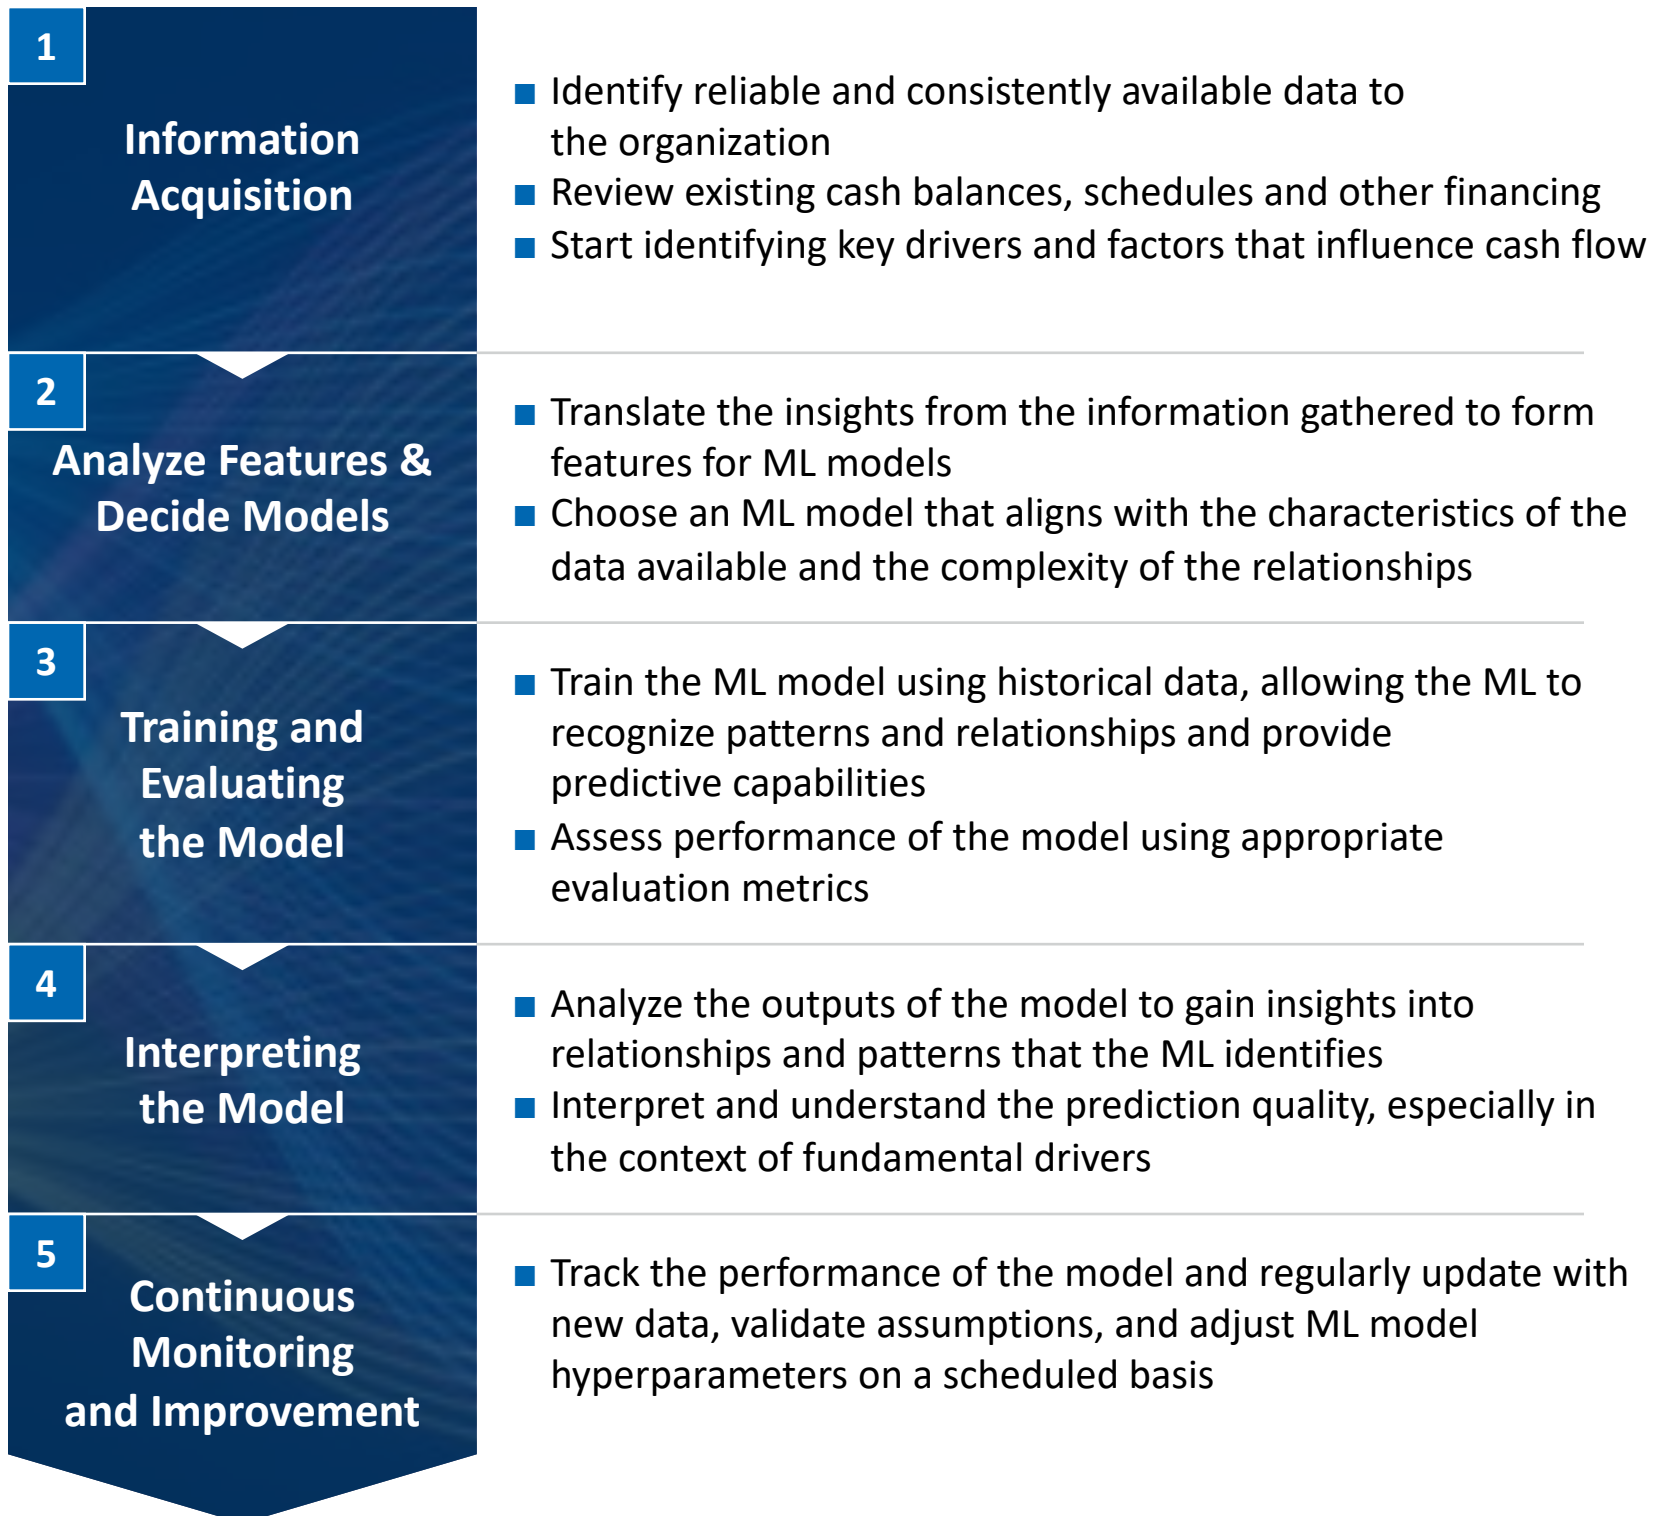 1
Information
Acquisition
■ Identify reliable and consistently available data to
the organization
■ Review existing cash balances, schedules and other financing
■ Start identifying key drivers and factors that influence cash flow
2
Analyze Features &
Decide Models
■ Translate the insights from the information gathered to form
features for ML models
■ Choose an ML model that aligns with the characteristics of the
data available and the complexity of the relationships
3
Training and
Evaluating
the Model
■ Train the ML model using historical data, allowing the ML to
recognize patterns and relationships and provide
predictive capabilities
■ Assess performance of the model using appropriate
evaluation metrics
4
Interpreting
the Model
■ Analyze the outputs of the model to gain insights into
relationships and patterns that the ML identifies
■ Interpret and understand the prediction quality, especially in
the context of fundamental drivers
5
Continuous
Monitoring
and Improvement
■ Track the performance of the model and regularly update with
new data, validate assumptions, and adjust ML model
hyperparameters on a scheduled basis